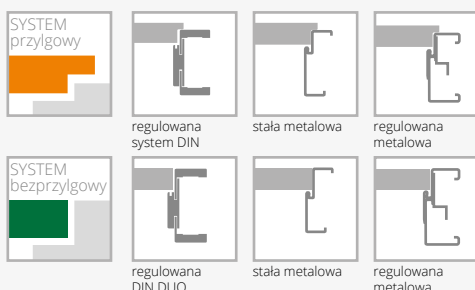 SYSTEM
przylgowy
regulowana
system DIN
stała metalowa
regulowana
metalowa
SYSTEM
bezprzylgowy
regulowana
DIN DUO
stała metalowa
regulowana
metalowa